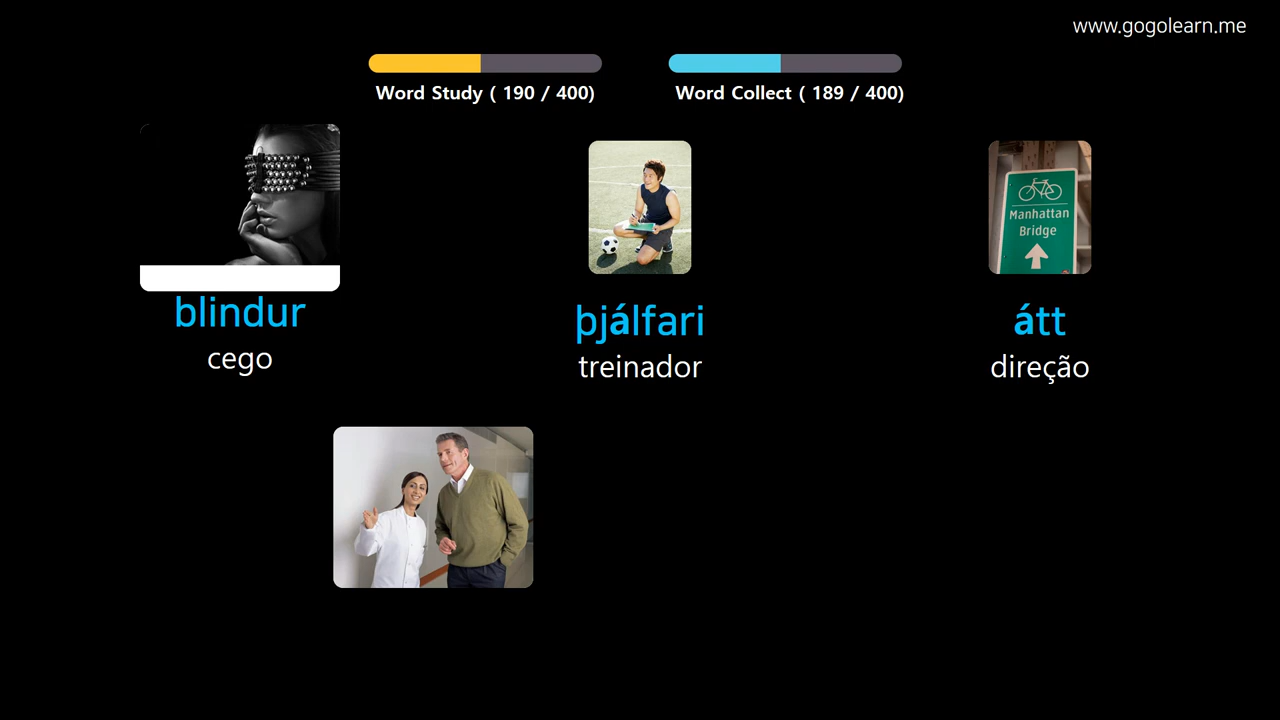 www.gogolearn.me
Word Study ( 190 / 400)
Word Collect ( 189 / 400)
Manhattan
Bridge
blindur
cego
þjálfari
treinador
átt
direção